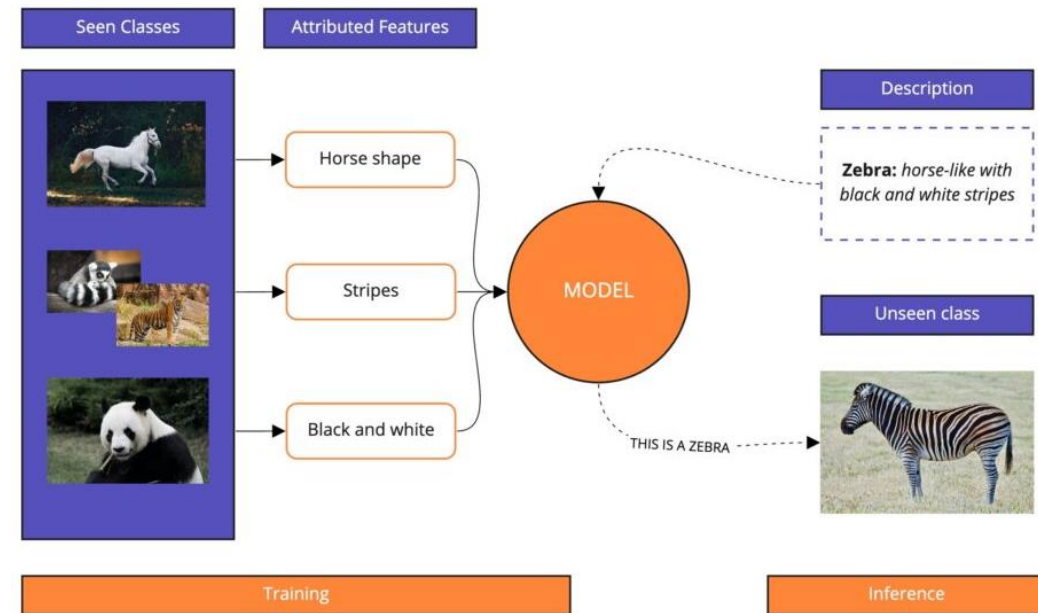 Seen Classes
Attributed Features
Description
Horse shape
Zebra: horse-like with
black and white stripes
Stripes
MODEL
Unseen class
Black and white
THIS IS A ZEBRA
Training
Inference